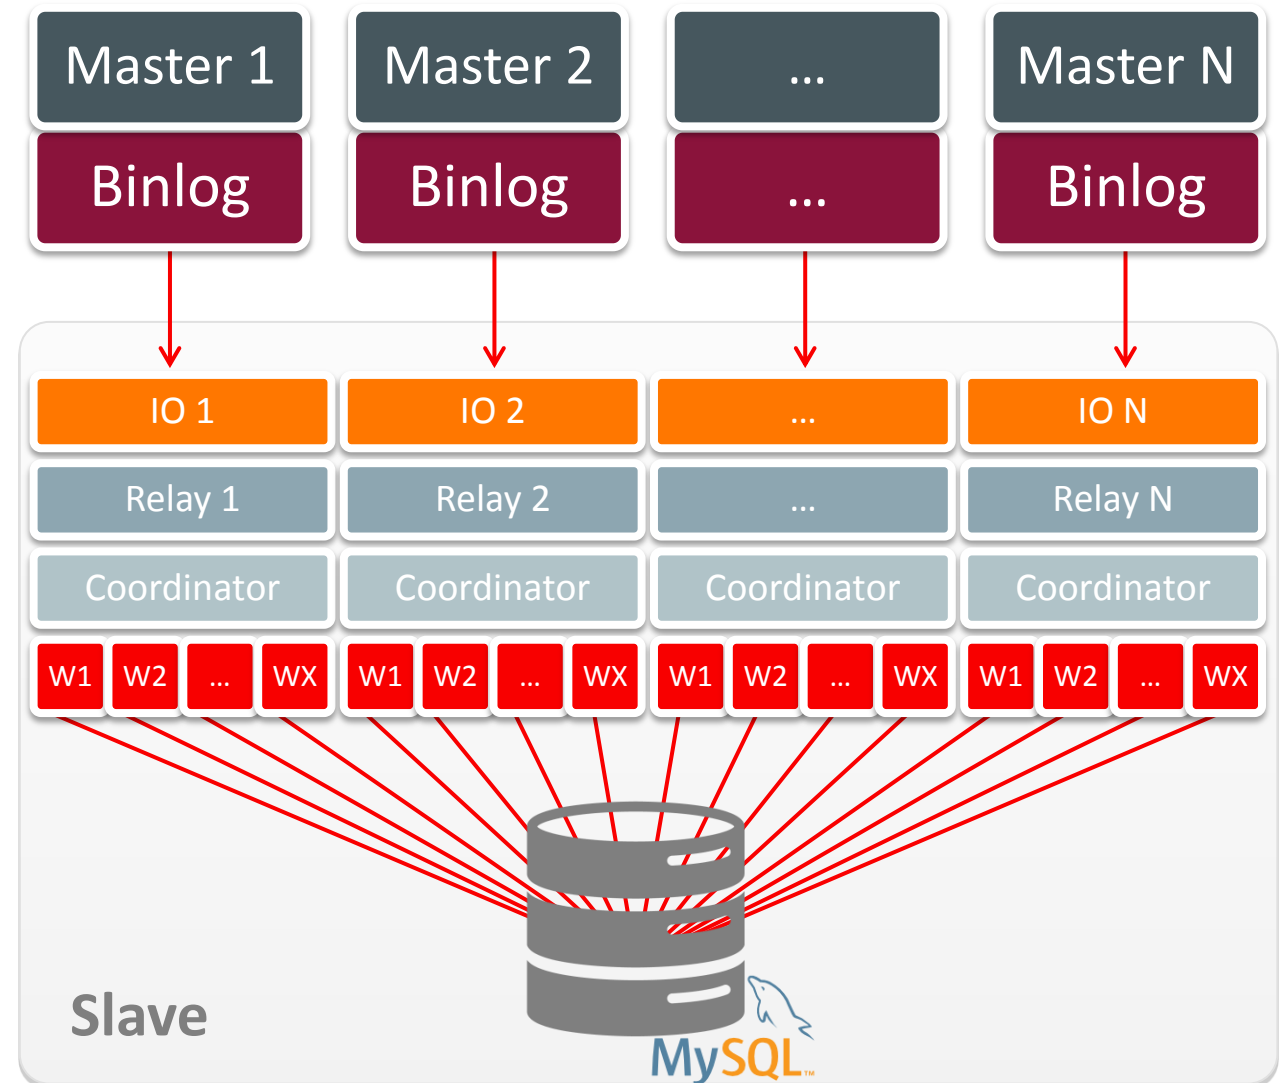 Master 1 Master 2 ... Master N
Binlog Binlog ... Binlog
IO 1 IO 2 ... IO N
Relay 1 Relay 2 ... Relay N
Coordinator Coordinator Coordinator Coordinator
W1 W2 ... WX W1 W2 ... WX W1 W2 ... WX W1 W2 ... WX
Slave
MySQL™